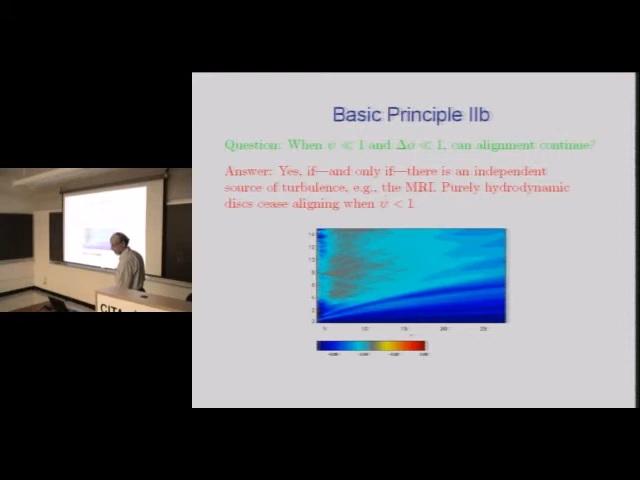 Basic Principle IIb
Question: When ψ ≪ 1 and Δφ ≪ 1, can alignment continue?
Answer: Yes, if—and only if—there is an independent
source of turbulence, e.g., the MRI. Purely hydrodynamic
discs cease aligning when ψ < 1
CITA